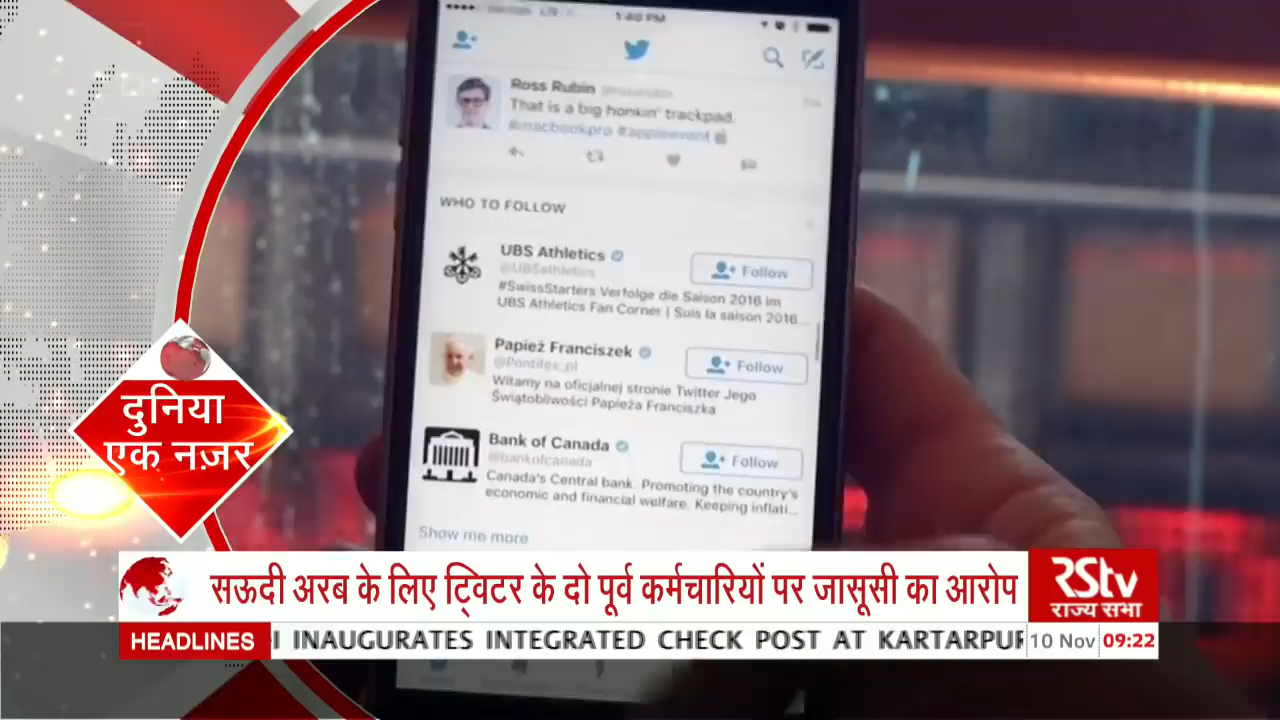 1:40 PM
Ross Rubin
That is a big honkin' trackpad.
#macbookpro #appleevent
WHO TO FOLLOW
UBS Athletics
@UBSathletics
Follow
#SwissStarters Verfolge die Saison 2016 im
UBS Athletics Fan Corner | Suis la saison 2016...
Papież Franciszek
@Pontifex_pl
Follow
Witamy na oficjalnej stronie Twitter Jego
Świątobliwości Papieża Franciszka
Bank of Canada
@bankofcanada
Follow
Canada's Central bank. Promoting the country's
economic and financial welfare. Keeping inflati...
Show me more
दुनिया
एक नज़र
सऊदी अरब के लिए ट्विटर के दो पूर्व कर्मचारियों पर जासूसी का आरोप
RStv
राज्य सभा
HEADLINES
I INAUGURATES INTEGRATED CHECK POST AT KARTARPUR
10 Nov 09:22